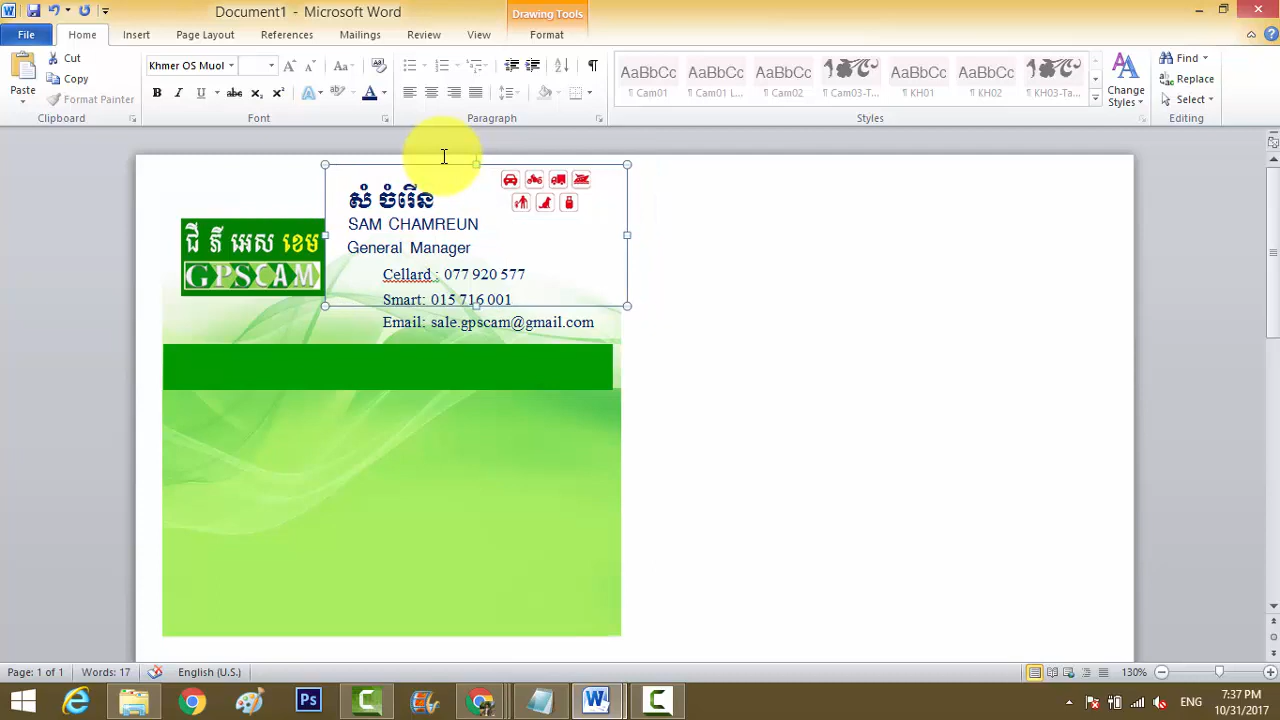 Document1 - Microsoft Word
Drawing Tools
File
Home
Insert
Page Layout
References
Mailings
Review
View
Format
Paste
Cut
Copy
Format Painter
Clipboard
Khmer OS Muol
Font
Paragraph
AaBbCc
¶ Cam01
AaBbCc
¶ Cam01 L...
AaBbCc
¶ Cam02
¶ Cam03-T...
AaBbCc
¶ KH01
AaBbCc
¶ KH02
¶ KH03-Ta...
Change
Styles
Styles
Find
Replace
Select
Editing
ជី ភី អេស ខេម
GPSCAM
សំ ចំរើន
SAM CHAMREUN
General Manager
Cellard : 077 920 577
Smart: 015 716 001
Email: sale.gpscam@gmail.com
Page: 1 of 1
Words: 17
English (U.S.)
130%
Ps
ENG
7:37 PM
10/31/2017